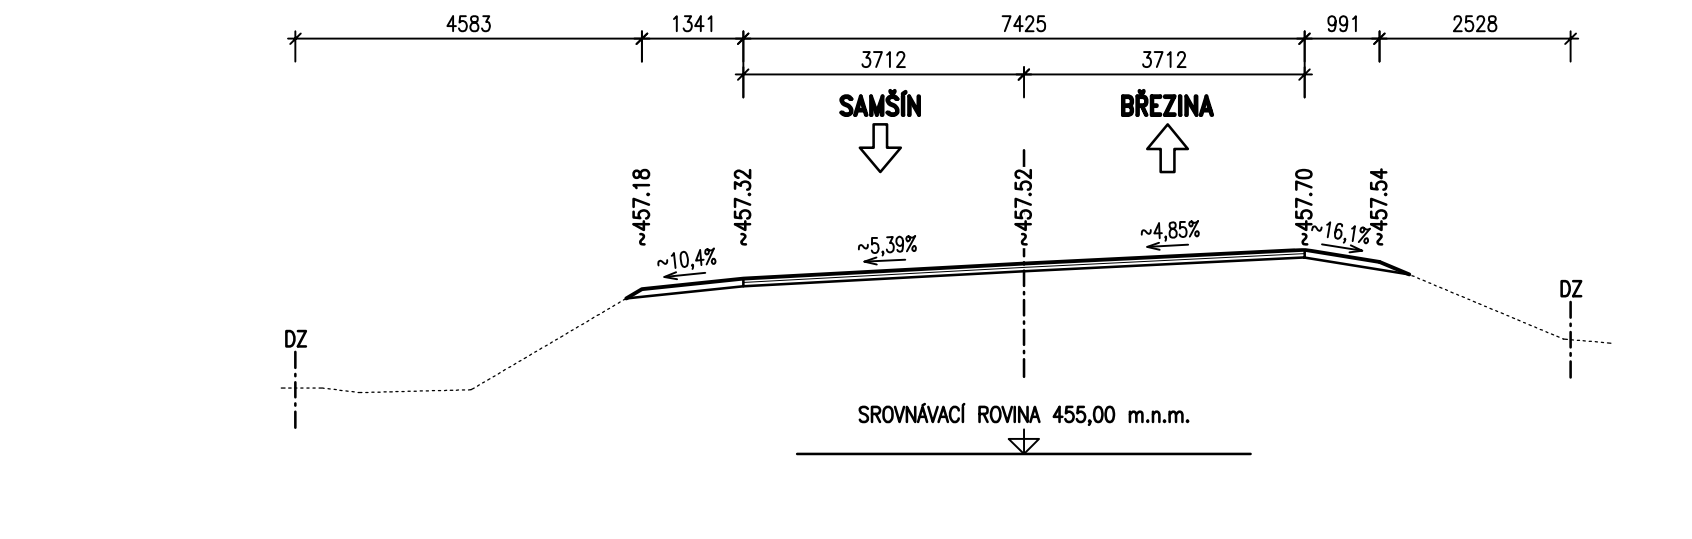 4583 1341 7425 991 2528
3712 3712
SAMŠÍN BŘEZINA
~457.18 ~457.32 ~457.52 ~457.70 ~457.54
~10,4% ~5,39% ~4,85% ~16,1%
DZ
DZ
SROVNÁVACÍ ROVINA 455,00 m.n.m.